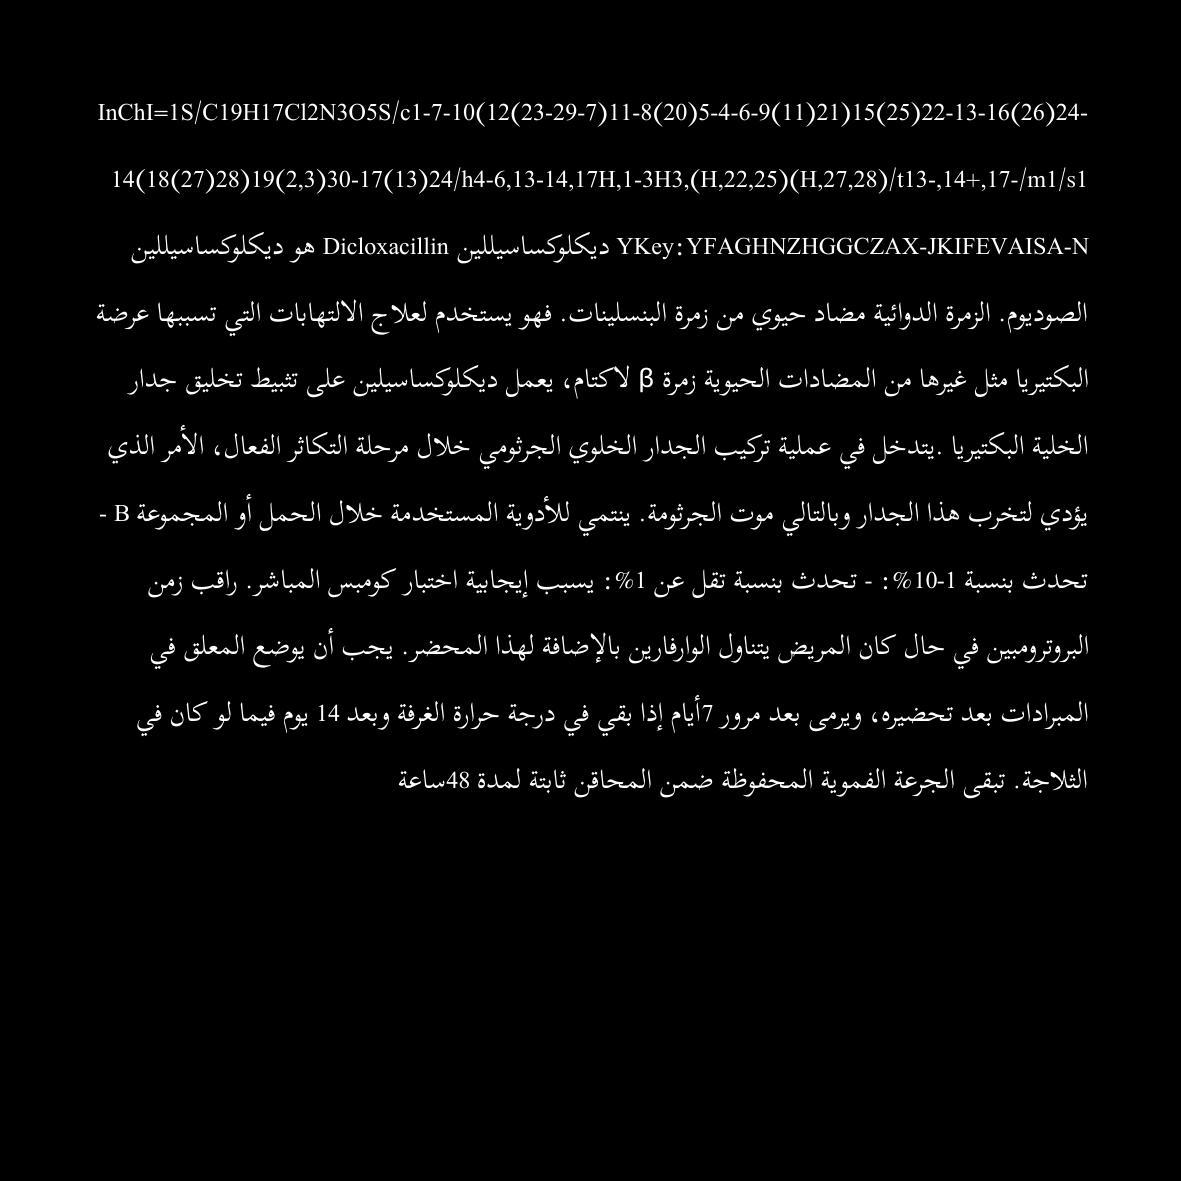 InChI=1S/C19H17Cl2N3O5S/c1-7-10(12(23-29-7)11-8(20)5-4-6-9(11)21)15(25)22-13-16(26)24-
14(18(27)28)19(2,3)30-17(13)24/h4-6,13-14,17H,1-3H3,(H,22,25)(H,27,28)/t13-,14+,17-/m1/s1
YKey:YFAGHNZHGGCZAX-JKIFEVAISA-N ديكلوكساسيللين Dicloxacillin هو ديكلوكساسيللين
الصوديوم. الزمرة الدوائية مضاد حيوي من زمرة البنسلينات. فهو يستخدم لعلاج الالتهابات التي تسببها عرضة
البكتيريا مثل غيرها من المضادات الحيوية زمرة β لاكتام، يعمل ديكلوكساسيلين على تثبيط تخليق جدار
الخلية البكتيريا .يتدخل في عملية تركيب الجدار الخلوي الجرثومي خلال مرحلة التكاثر الفعال، الأمر الذي
يؤدي لتخرب هذا الجدار وبالتالي موت الجرثومة. ينتمي للأدوية المستخدمة خلال الحمل أو المجموعة B -
تحدث بنسبة 1-10%: - تحدث بنسبة تقل عن 1%: يسبب إيجابية اختبار كومبس المباشر. راقب زمن
البروترومبين في حال كان المريض يتناول الوارفارين بالإضافة لهذا المحضر. يجب أن يوضع المعلق في
المبرادات بعد تحضيره، ويرمى بعد مرور 7أيام إذا بقي في درجة حرارة الغرفة وبعد 14 يوم فيما لو كان في
الثلاجة. تبقى الجرعة الفموية المحفوظة ضمن المحاقن ثابتة لمدة 48ساعة